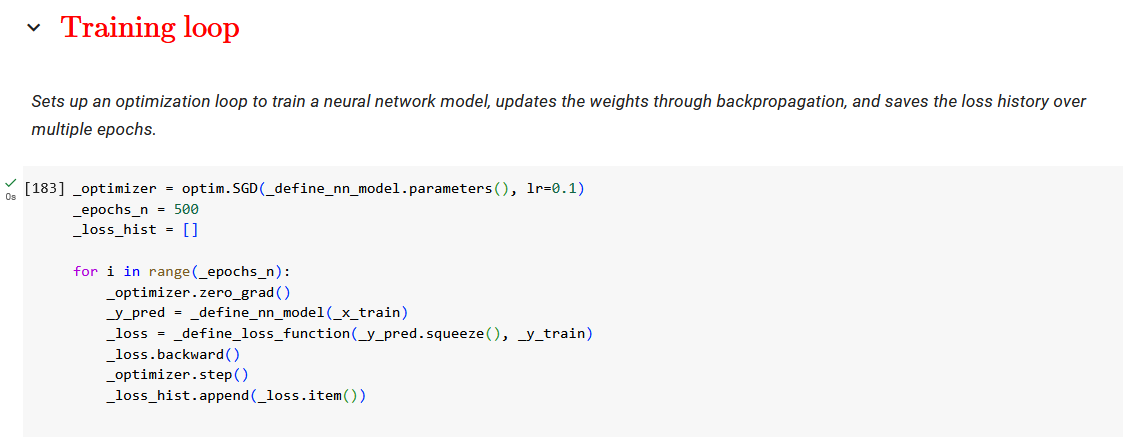 Training loop
Sets up an optimization loop to train a neural network model, updates the weights through backpropagation, and saves the loss history over
multiple epochs.
0s
[183] _optimizer = optim.SGD(_define_nn_model.parameters(), lr=0.1)
_epochs_n = 500
_loss_hist = []
for i in range(_epochs_n):
    _optimizer.zero_grad()
    _y_pred = _define_nn_model(_x_train)
    _loss = _define_loss_function(_y_pred.squeeze(), _y_train)
    _loss.backward()
    _optimizer.step()
    _loss_hist.append(_loss.item())